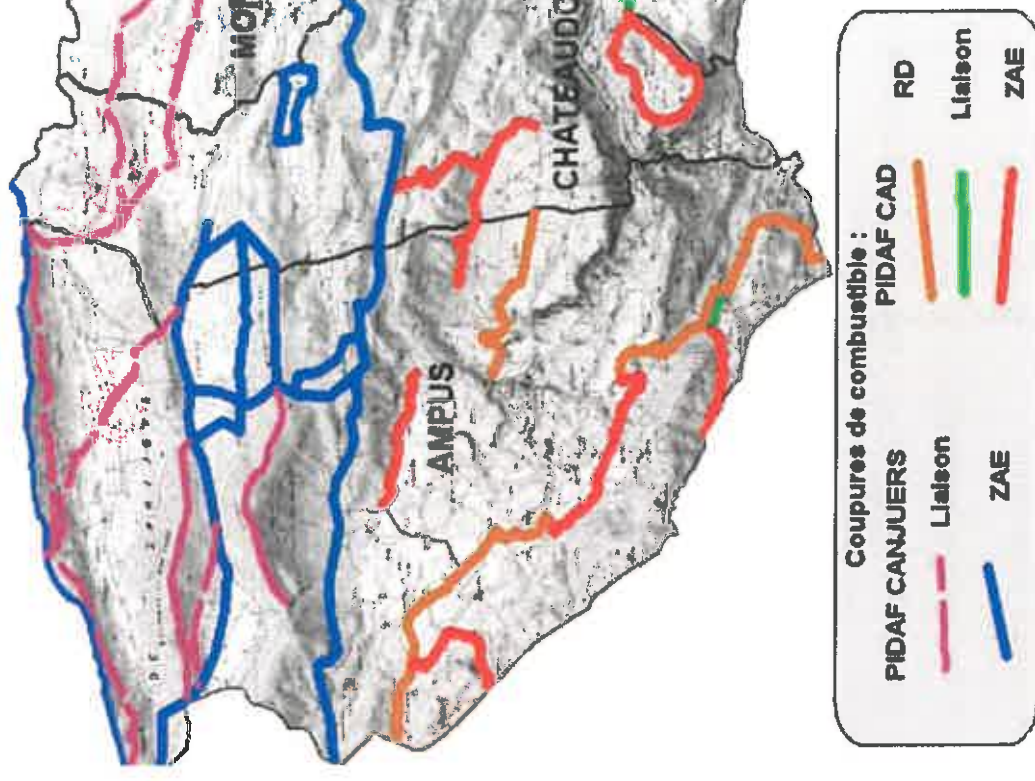 MO
AMPUS
CHATEAUDO
Coupures de combustible :
PIDAF CANJUERS
Liaison
ZAE
PIDAF CAD
RD
Liaison
ZAE